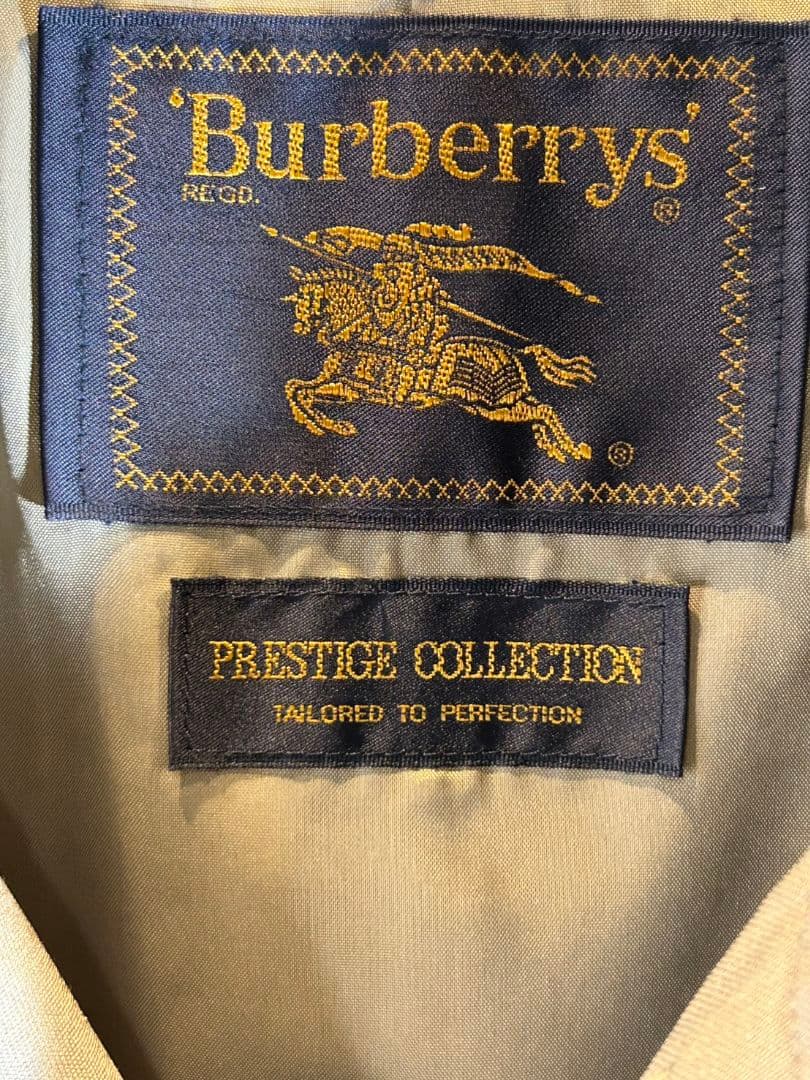 'Burberrys'
REGD. ®
®
PRESTIGE COLLECTION
TAILORED TO PERFECTION